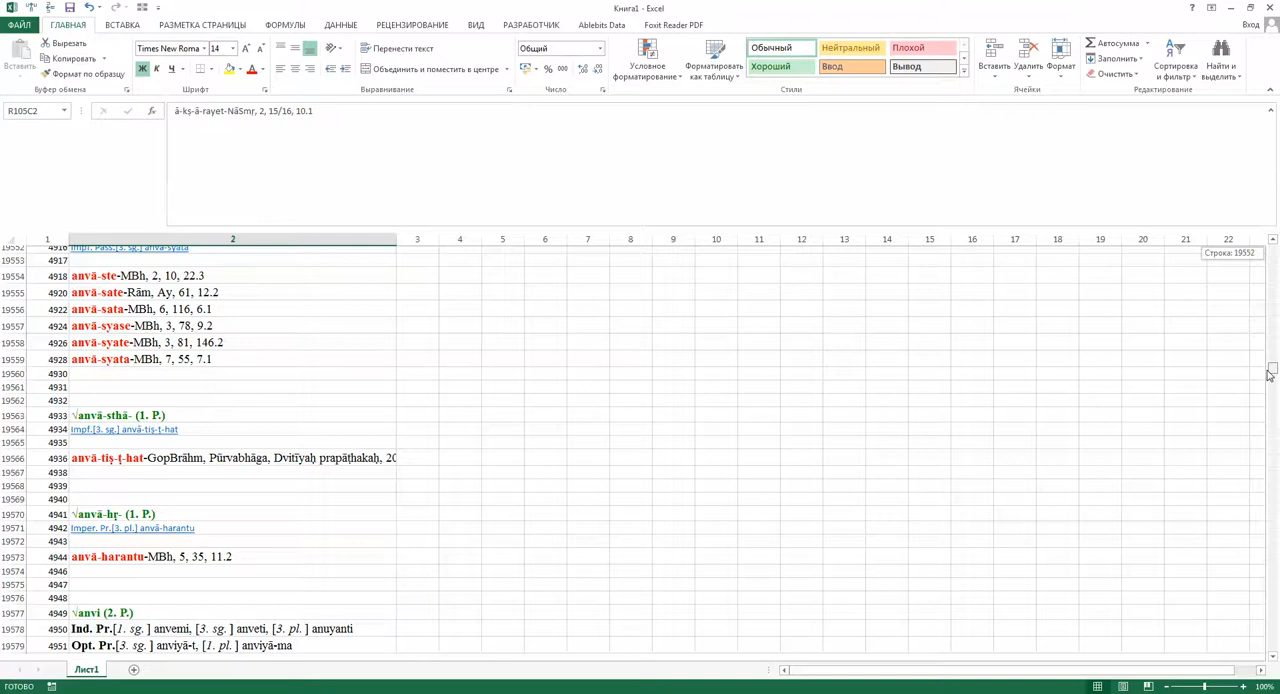 Книга1 - Excel
Вход
ФАЙЛ ГЛАВНАЯ ВСТАВКА РАЗМЕТКА СТРАНИЦЫ ФОРМУЛЫ ДАННЫЕ РЕЦЕНЗИРОВАНИЕ ВИД РАЗРАБОТЧИК Ablebits Data Foxit Reader PDF
Вставить
Вырезать
Копировать
Формат по образцу
Буфер обмена
Times New Roma 14
Ж К Ч
Шрифт
Перенести текст
Объединить и поместить в центре
Выравнивание
Общий
% 000
Число
Условное форматирование
Форматировать как таблицу
Обычный Нейтральный Плохой
Хороший Ввод Вывод
Стили
Вставить Удалить Формат
Ячейки
Автосумма
Заполнить
Очистить
Сортировка и фильтр
Найти и выделить
Редактирование
R105C2 fx ā-kṣ-ā-rayet-NāSmṛ, 2, 15/16, 10.1
1 2 3 4 5 6 7 8 9 10 11 12 13 14 15 16 17 18 19 20 21 22
19552 4916 Impf. Pass.[3. sg.] anvā-syata
Строка: 19552
19553 4917
19554 4918 anvā-ste-MBh, 2, 10, 22.3
19555 4920 anvā-sate-Rām, Ay, 61, 12.2
19556 4922 anvā-sata-MBh, 6, 116, 6.1
19557 4924 anvā-syase-MBh, 3, 78, 9.2
19558 4926 anvā-syate-MBh, 3, 81, 146.2
19559 4928 anvā-syata-MBh, 7, 55, 7.1
19560 4930
19561 4931
19562 4932
19563 4933 √anvā-sthā- (1. P.)
19564 4934 Impf.[3. sg.] anvā-tiṣ-ṭ-hat
19565 4935
19566 4936 anvā-tiṣ-ṭ-hat-GopBrāhm, Pūrvabhāga, Dvitīyaḥ prapāṭhakaḥ, 20
19567 4938
19568 4939
19569 4940
19570 4941 √anvā-hṛ- (1. P.)
19571 4942 Imper. Pr.[3. pl.] anvā-harantu
19572 4943
19573 4944 anvā-harantu-MBh, 5, 35, 11.2
19574 4946
19575 4947
19576 4948
19577 4949 √anvi (2. P.)
19578 4950 Ind. Pr.[1. sg. ] anvemi, [3. sg. ] anveti, [3. pl. ] anuyanti
19579 4951 Opt. Pr.[3. sg. ] anviyā-t, [1. pl. ] anviyā-ma
Лист1
ГОТОВО
100%